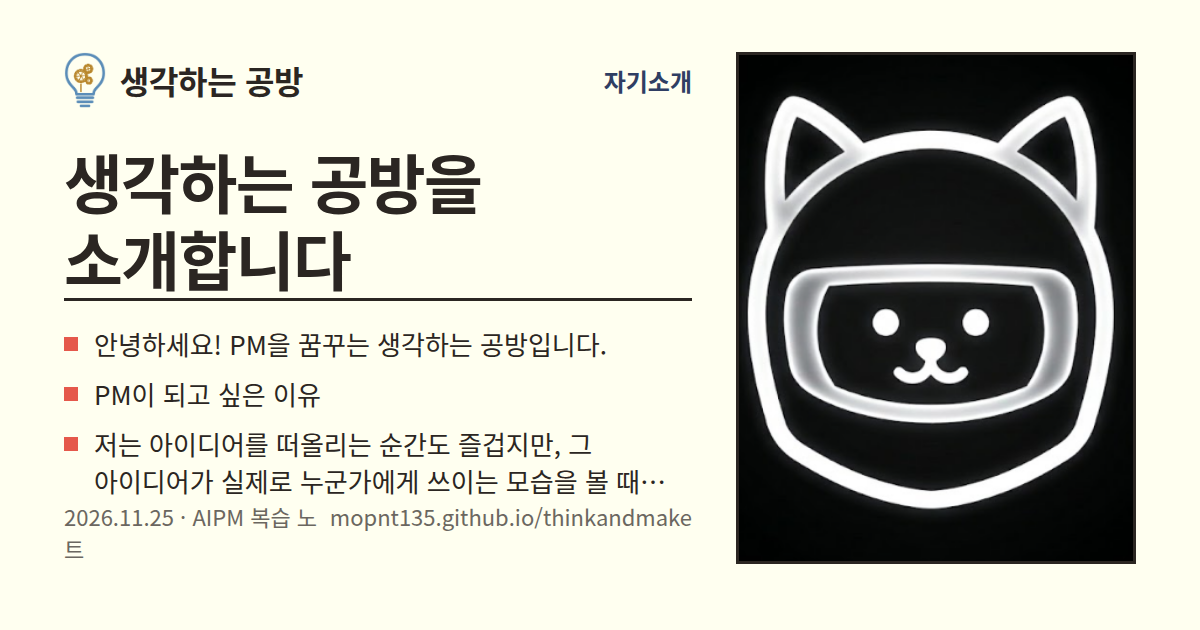 생각하는 공방
자기소개
생각하는 공방을
소개합니다
안녕하세요! PM을 꿈꾸는 생각하는 공방입니다.
PM이 되고 싶은 이유
저는 아이디어를 떠올리는 순간도 즐겁지만, 그
아이디어가 실제로 누군가에게 쓰이는 모습을 볼 때…
2026.11.25 · AIPM 복습 노
트
mopnt135.github.io/thinkandmake